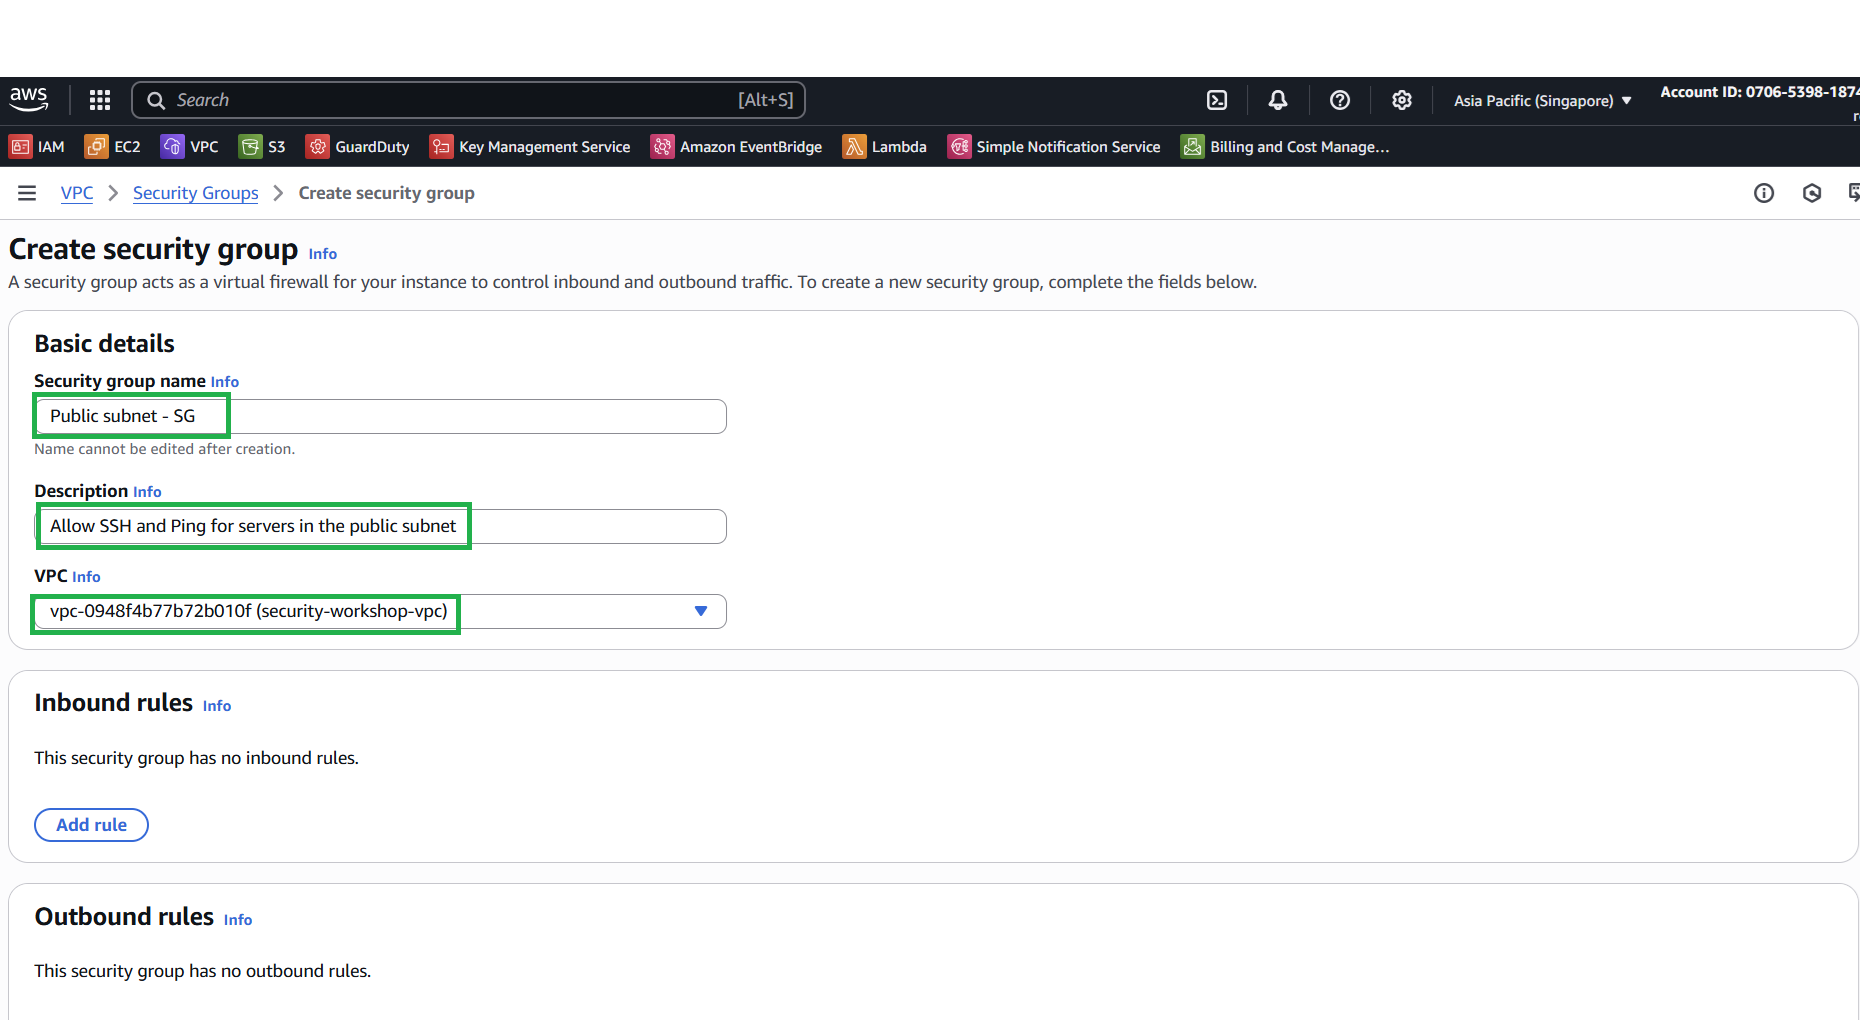 aws
Search [Alt+S]
Asia Pacific (Singapore)
Account ID: 0706-5398-187
IAM EC2 VPC S3 GuardDuty Key Management Service Amazon EventBridge Lambda Simple Notification Service Billing and Cost Manage...
VPC > Security Groups > Create security group
Create security group Info
A security group acts as a virtual firewall for your instance to control inbound and outbound traffic. To create a new security group, complete the fields below.
Basic details
Security group name Info
Public subnet - SG
Name cannot be edited after creation.
Description Info
Allow SSH and Ping for servers in the public subnet
VPC Info
vpc-0948f4b77b72b010f (security-workshop-vpc)
Inbound rules Info
This security group has no inbound rules.
Add rule
Outbound rules Info
This security group has no outbound rules.